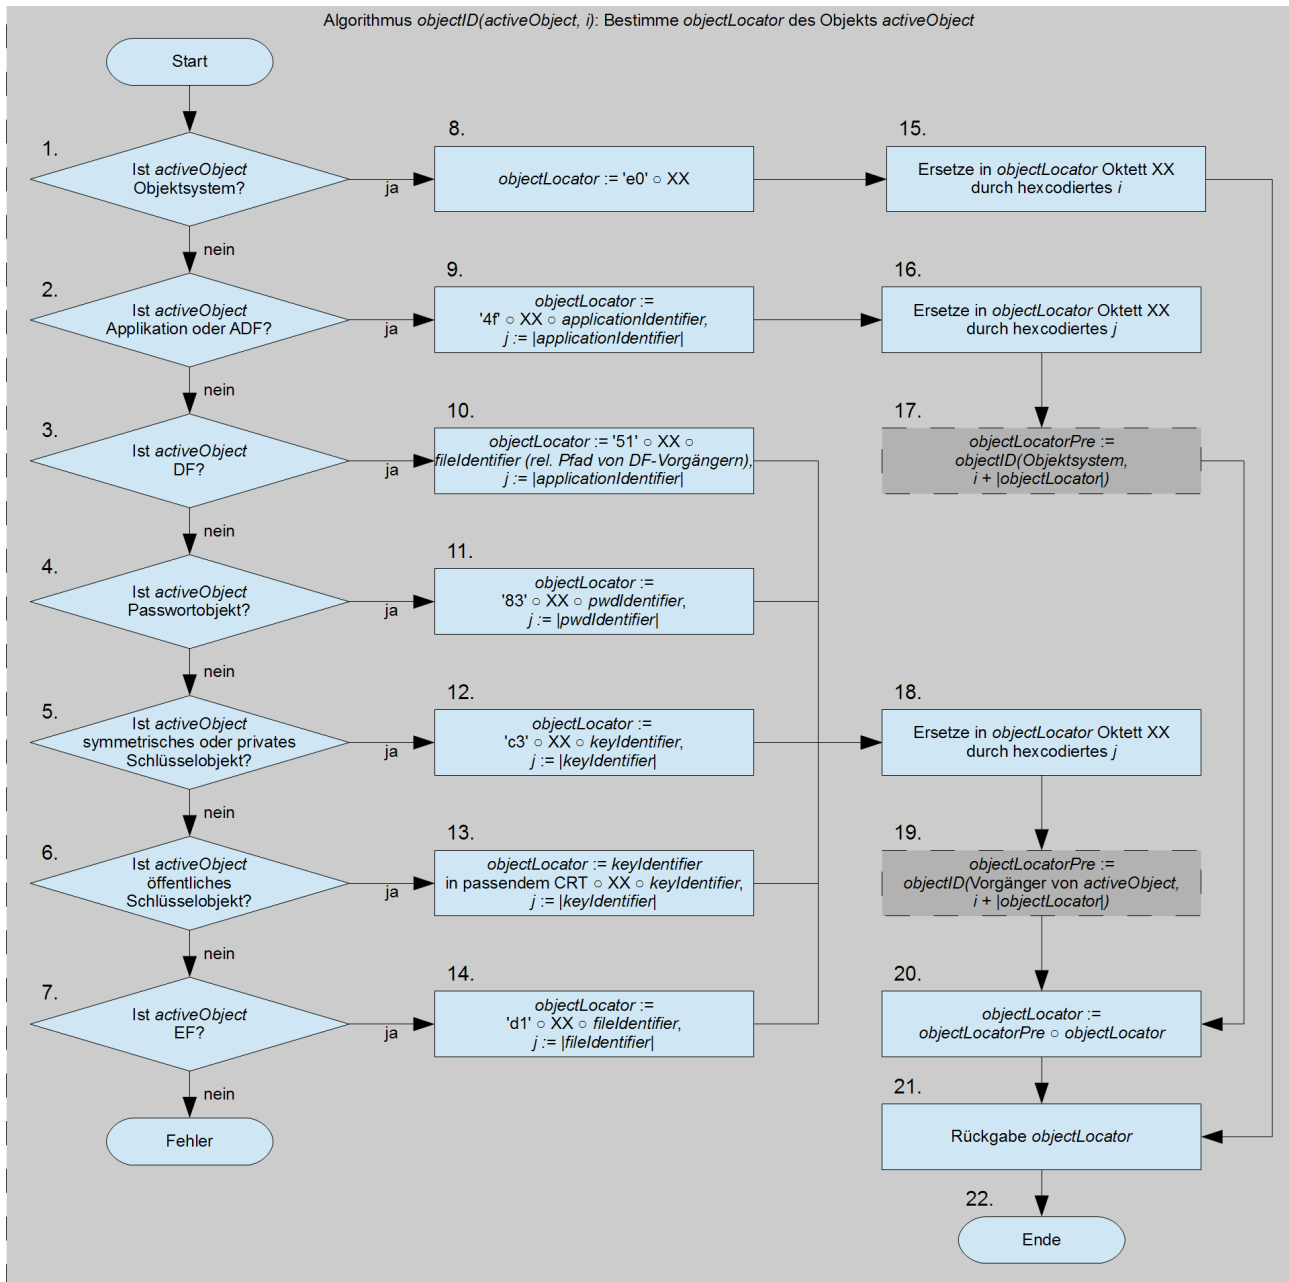 Algorithmus objectID(activeObject, i): Bestimme objectLocator des Objekts activeObject
Start
1.
Ist activeObject
Objektsystem?
ja
nein
8.
objectLocator := 'e0' ○ XX
15.
Ersetze in objectLocator Oktett XX
durch hexcodiertes i
2.
Ist activeObject
Applikation oder ADF?
ja
nein
9.
objectLocator :=
'4f' ○ XX ○ applicationIdentifier,
j := |applicationIdentifier|
16.
Ersetze in objectLocator Oktett XX
durch hexcodiertes j
3.
Ist activeObject
DF?
ja
nein
10.
objectLocator := '51' ○ XX ○
fileIdentifier (rel. Pfad von DF-Vorgängern),
j := |applicationIdentifier|
17.
objectLocatorPre :=
objectID(Objektsystem,
i + |objectLocator|)
4.
Ist activeObject
Passwortobjekt?
ja
nein
11.
objectLocator :=
'83' ○ XX ○ pwdIdentifier,
j := |pwdIdentifier|
5.
Ist activeObject
symmetrisches oder privates
Schlüsselobjekt?
ja
nein
12.
objectLocator :=
'c3' ○ XX ○ keyIdentifier,
j := |keyIdentifier|
18.
Ersetze in objectLocator Oktett XX
durch hexcodiertes j
6.
Ist activeObject
öffentliches
Schlüsselobjekt?
ja
nein
13.
objectLocator := keyIdentifier
in passendem CRT ○ XX ○ keyIdentifier,
j := |keyIdentifier|
19.
objectLocatorPre :=
objectID(Vorgänger von activeObject,
i + |objectLocator|)
7.
Ist activeObject
EF?
ja
nein
14.
objectLocator :=
'd1' ○ XX ○ fileIdentifier,
j := |fileIdentifier|
20.
objectLocator :=
objectLocatorPre ○ objectLocator
Fehler
21.
Rückgabe objectLocator
22.
Ende